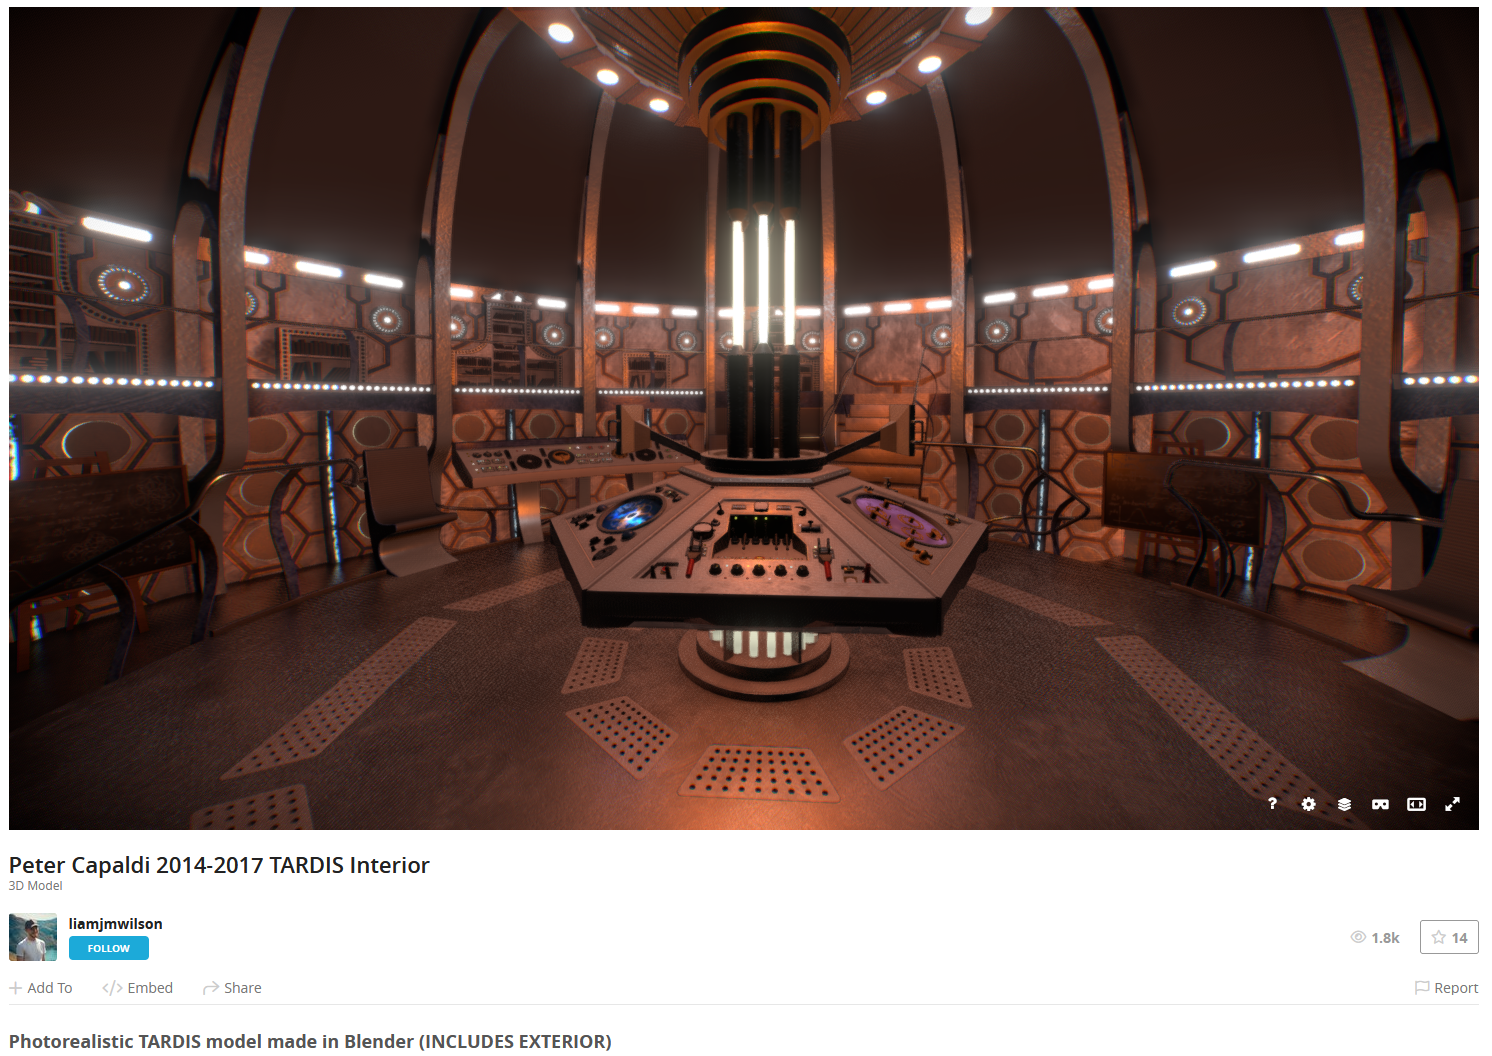 ?
Peter Capaldi 2014-2017 TARDIS Interior
3D Model
liamjmwilson
FOLLOW
1.8k
14
Add To
Embed
Share
Report
Photorealistic TARDIS model made in Blender (INCLUDES EXTERIOR)